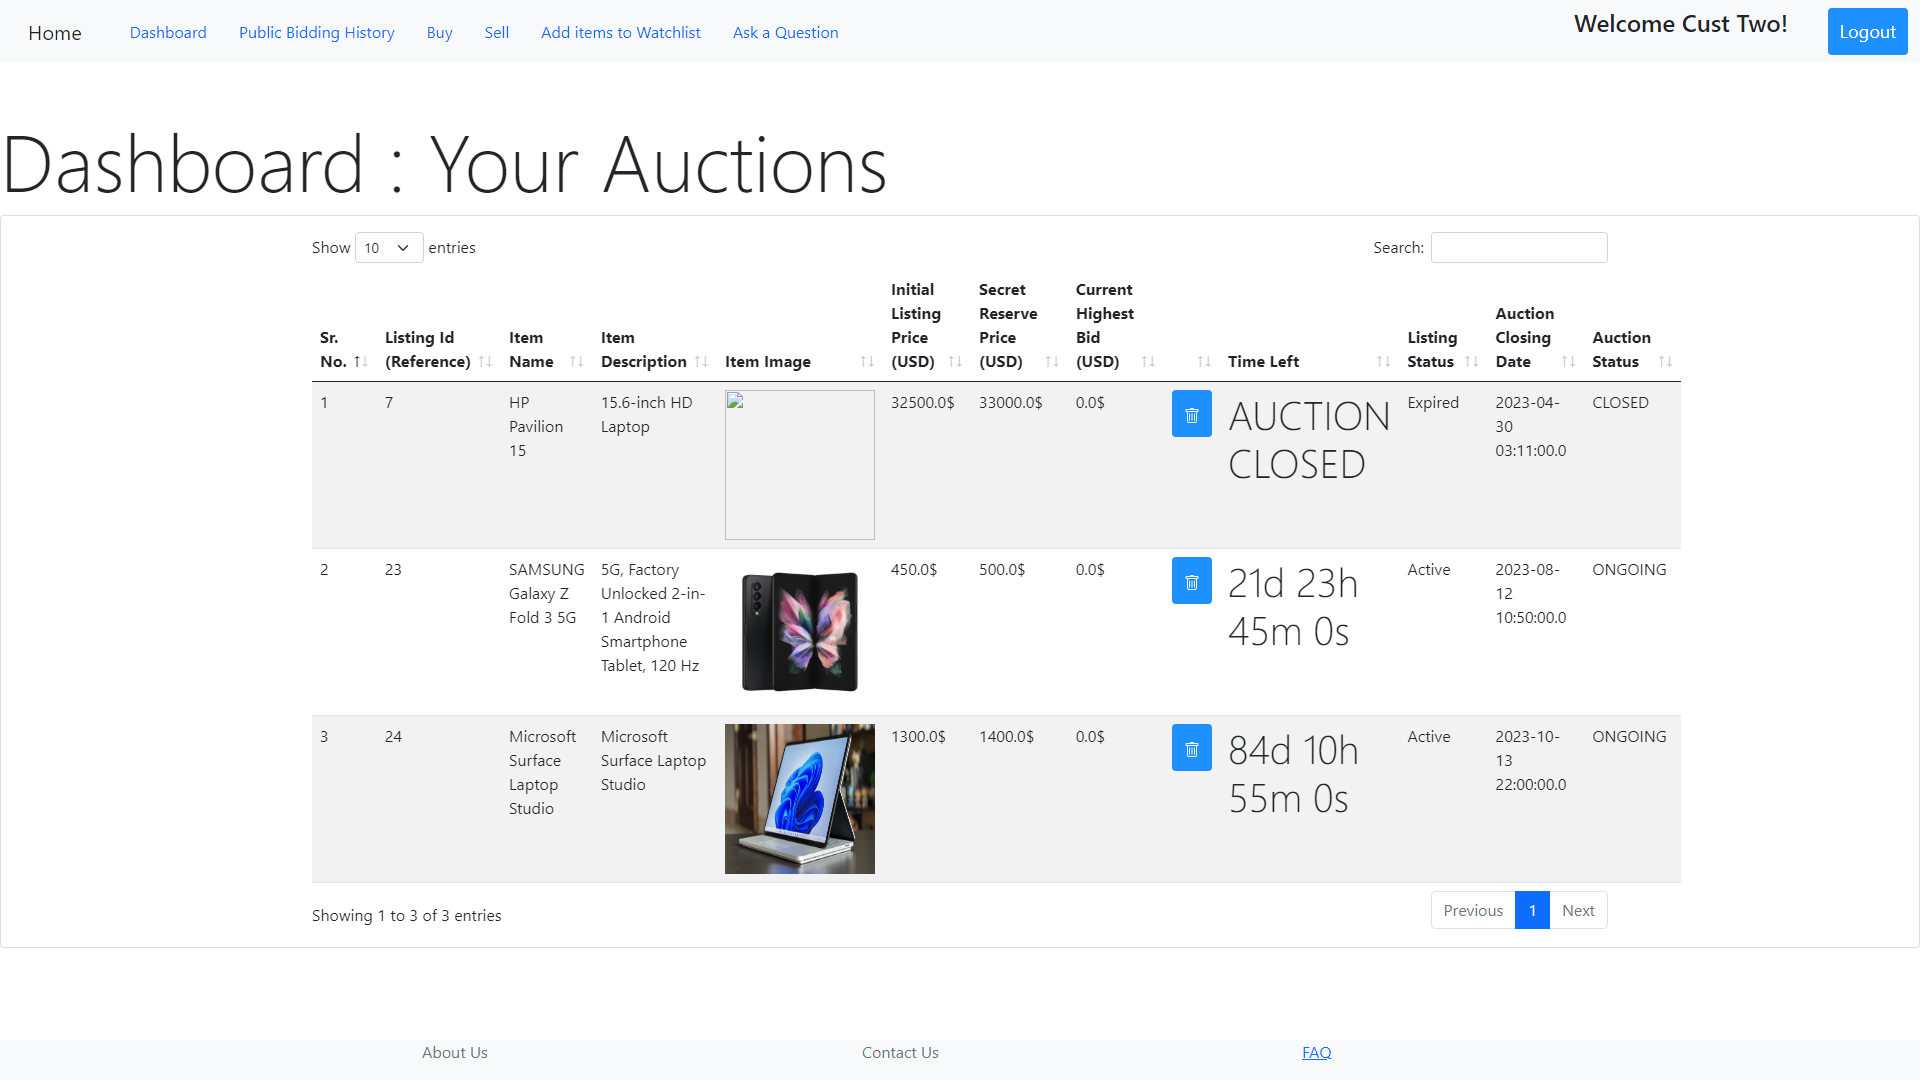 Home Dashboard Public Bidding History Buy Sell Add items to Watchlist Ask a Question Welcome Cust Two! Logout
Dashboard : Your Auctions
Show 10 entries Search:
Sr. No. Listing Id (Reference) Item Name Item Description Item Image Initial Listing Price (USD) Secret Reserve Price (USD) Current Highest Bid (USD) Time Left Listing Status Auction Closing Date Auction Status
1 7 HP Pavilion 15 15.6-inch HD Laptop 32500.0$ 33000.0$ 0.0$ AUCTION CLOSED Expired 2023-04-30 03:11:00.0 CLOSED
2 23 SAMSUNG Galaxy Z Fold 3 5G 5G, Factory Unlocked 2-in-1 Android Smartphone Tablet, 120 Hz 450.0$ 500.0$ 0.0$ 21d 23h 45m 0s Active 2023-08-12 10:50:00.0 ONGOING
3 24 Microsoft Surface Laptop Studio Microsoft Surface Laptop Studio 1300.0$ 1400.0$ 0.0$ 84d 10h 55m 0s Active 2023-10-13 22:00:00.0 ONGOING
Showing 1 to 3 of 3 entries Previous 1 Next
About Us Contact Us FAQ